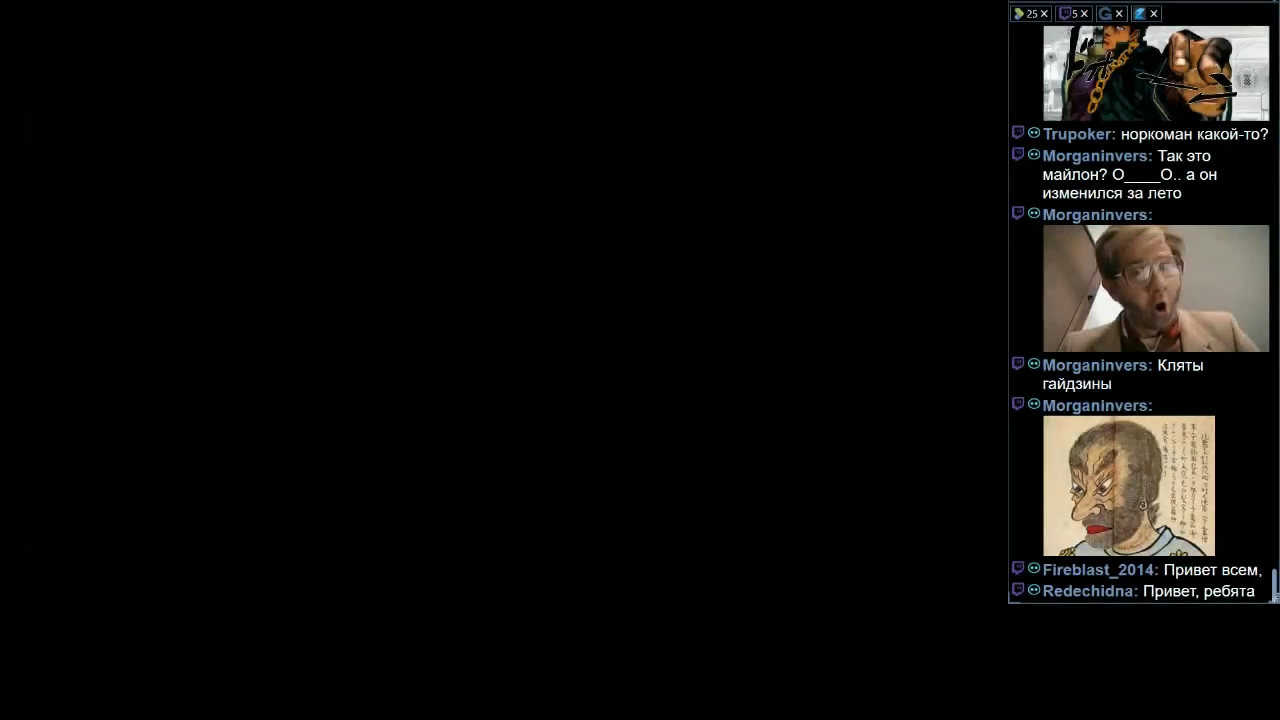 25 × 5 × × ×
Trupoker: норкоман какой-то?
Morganinvers: Так это
майлон? О____О.. а он
изменился за лето
Morganinvers:
Morganinvers: Кляты
гайдзины
Morganinvers:
Fireblast_2014: Привет всем,
Redechidna: Привет, ребята